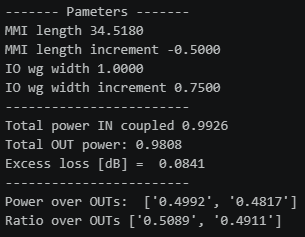 ------- Pameters -------
MMI length 34.5180
MMI length increment -0.5000
IO wg width 1.0000
IO wg width increment 0.7500
------------------------
Total power IN coupled 0.9926
Total OUT power: 0.9808
Excess loss [dB] =  0.0841
------------------------
Power over OUTs:  ['0.4992', '0.4817']
Ratio over OUTs ['0.5089', '0.4911']